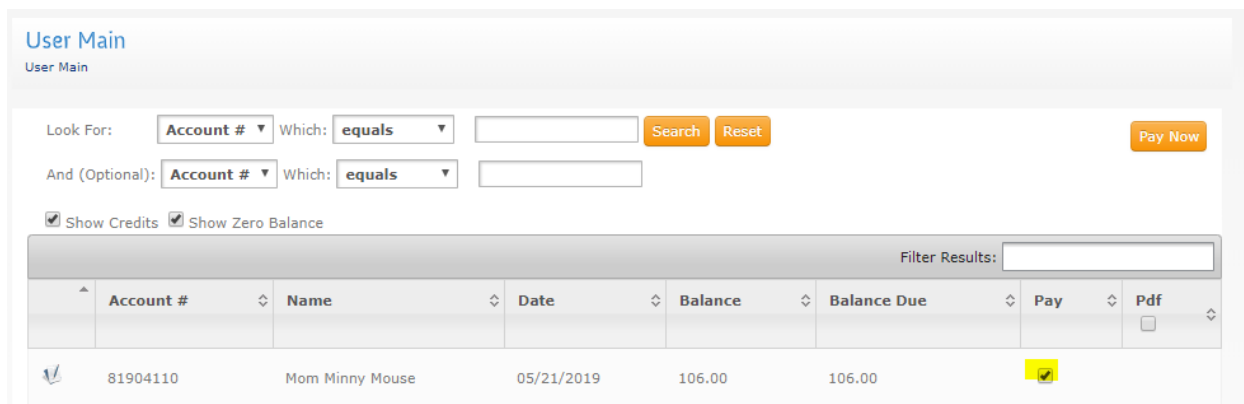 User Main
User Main
Look For: Account # Which: equals Search Reset Pay Now
And (Optional): Account # Which: equals
Show Credits Show Zero Balance
Filter Results:
Account # Name Date Balance Balance Due Pay Pdf
81904110 Mom Minny Mouse 05/21/2019 106.00 106.00